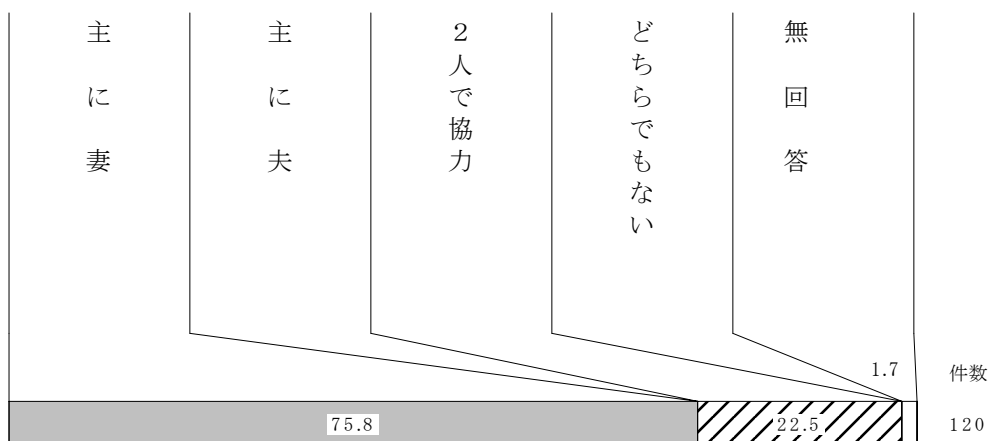 主に妻
主に夫
２人で協力
どちらでもない
無回答
1.7
件数
75.8
22.5
120